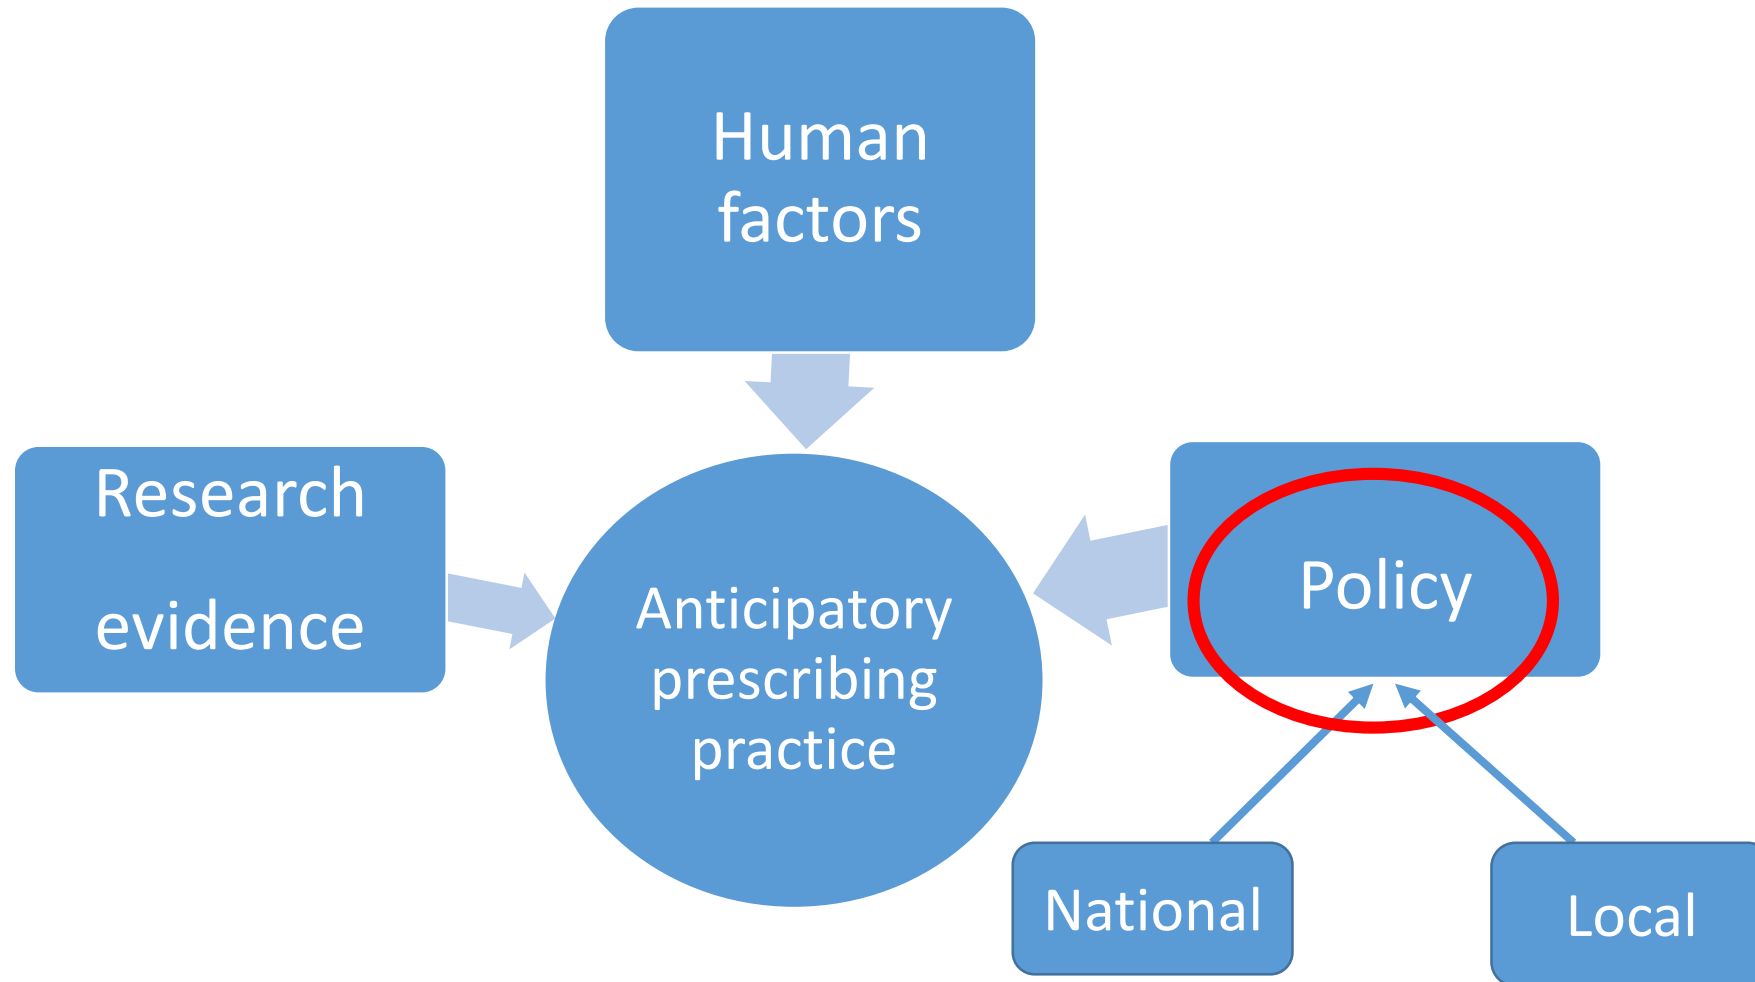 Human
factors
Research
evidence
Anticipatory
prescribing
practice
Policy
National
Local